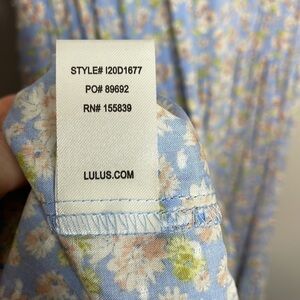 STYLE# I20D1677
PO# 89692
RN# 155839
LULUS.COM